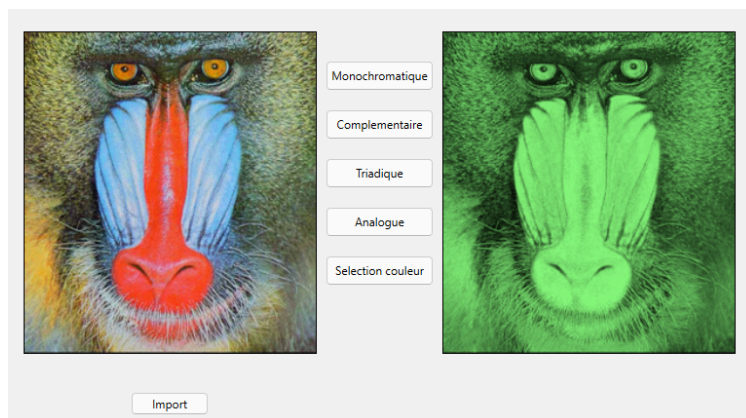 Monochromatique
Complementaire
Triadique
Analogue
Selection couleur
Import